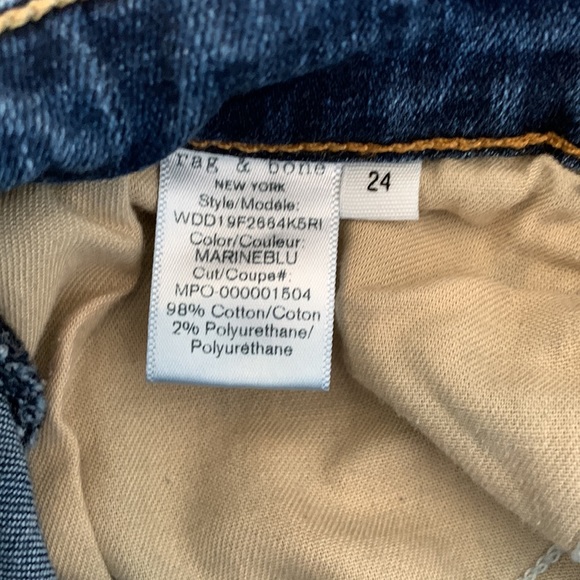 rag & bone
NEW YORK
Style/Modèle:
WDD19F2664K5RI
Color/Couleur:
MARINEBLU
Cut/Coupe#:
MPO-000001504
98% Cotton/Coton
2% Polyurethane/
Polyuréthane
24